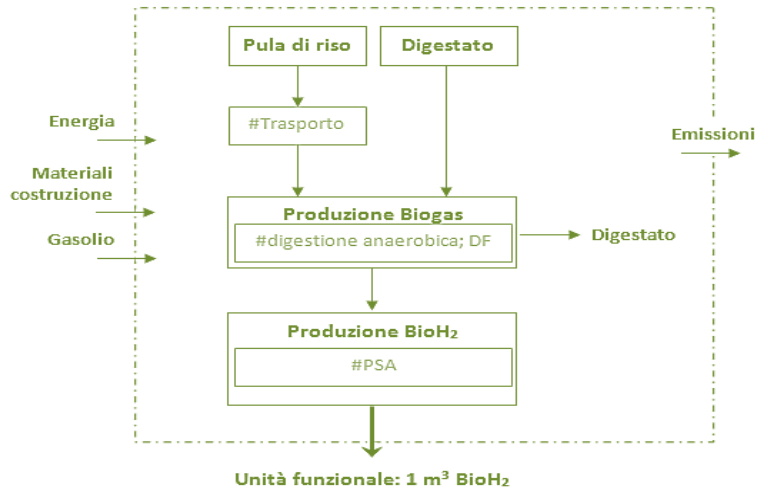 Pula di riso
Digestato
#Trasporto
Energia
Emissioni
Materiali
costruzione
Gasolio
Produzione Biogas
#digestione anaerobica; DF
Digestato
Produzione BioH₂
#PSA
Unità funzionale: 1 m³ BioH₂